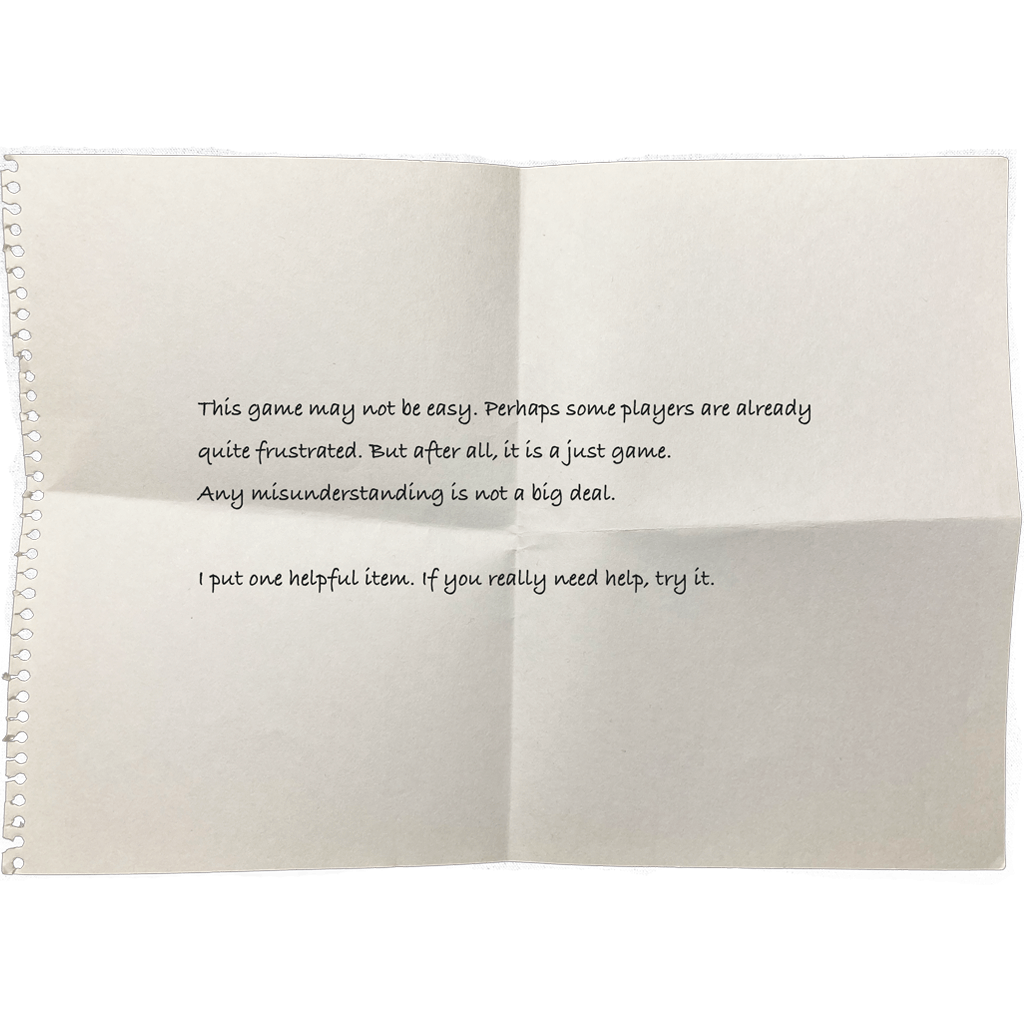 This game may not be easy. Perhaps some players are already
quite frustrated. But after all, it is a just game.
Any misunderstanding is not a big deal.
I put one helpful item. If you really need help, try it.